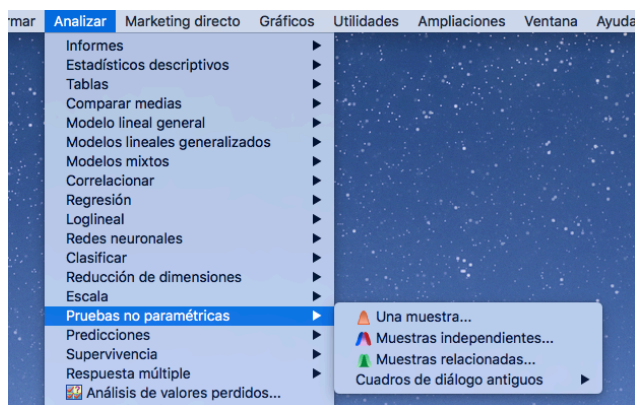 rmar Analizar Marketing directo Gráficos Utilidades Ampliaciones Ventana Ayuda
Informes
Estadísticos descriptivos
Tablas
Comparar medias
Modelo lineal general
Modelos lineales generalizados
Modelos mixtos
Correlacionar
Regresión
Loglineal
Redes neuronales
Clasificar
Reducción de dimensiones
Escala
Pruebas no paramétricas
Predicciones
Supervivencia
Respuesta múltiple
Análisis de valores perdidos...
Una muestra...
Muestras independientes...
Muestras relacionadas...
Cuadros de diálogo antiguos